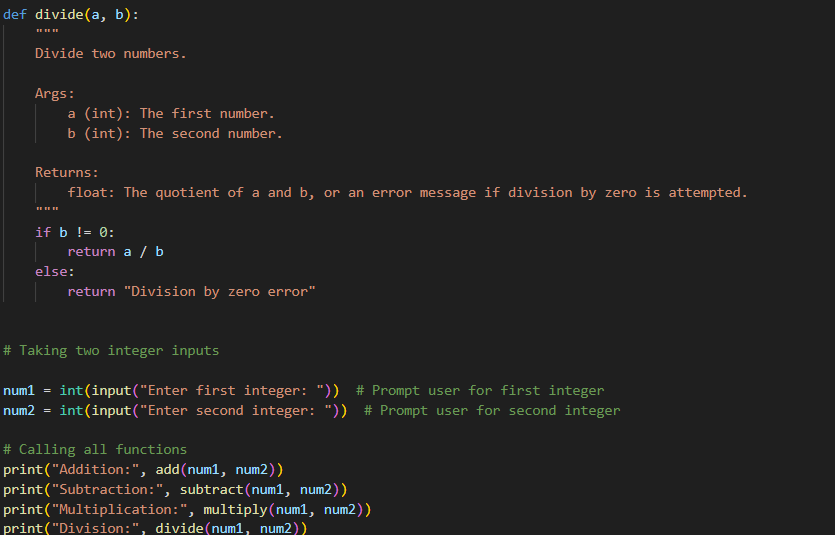 def divide(a, b):
    """
    Divide two numbers.

    Args:
        a (int): The first number.
        b (int): The second number.

    Returns:
        float: The quotient of a and b, or an error message if division by zero is attempted.
    """
    if b != 0:
        return a / b
    else:
        return "Division by zero error"


# Taking two integer inputs

num1 = int(input("Enter first integer: "))  # Prompt user for first integer
num2 = int(input("Enter second integer: "))  # Prompt user for second integer

# Calling all functions
print("Addition:", add(num1, num2))
print("Subtraction:", subtract(num1, num2))
print("Multiplication:", multiply(num1, num2))
print("Division:", divide(num1, num2))